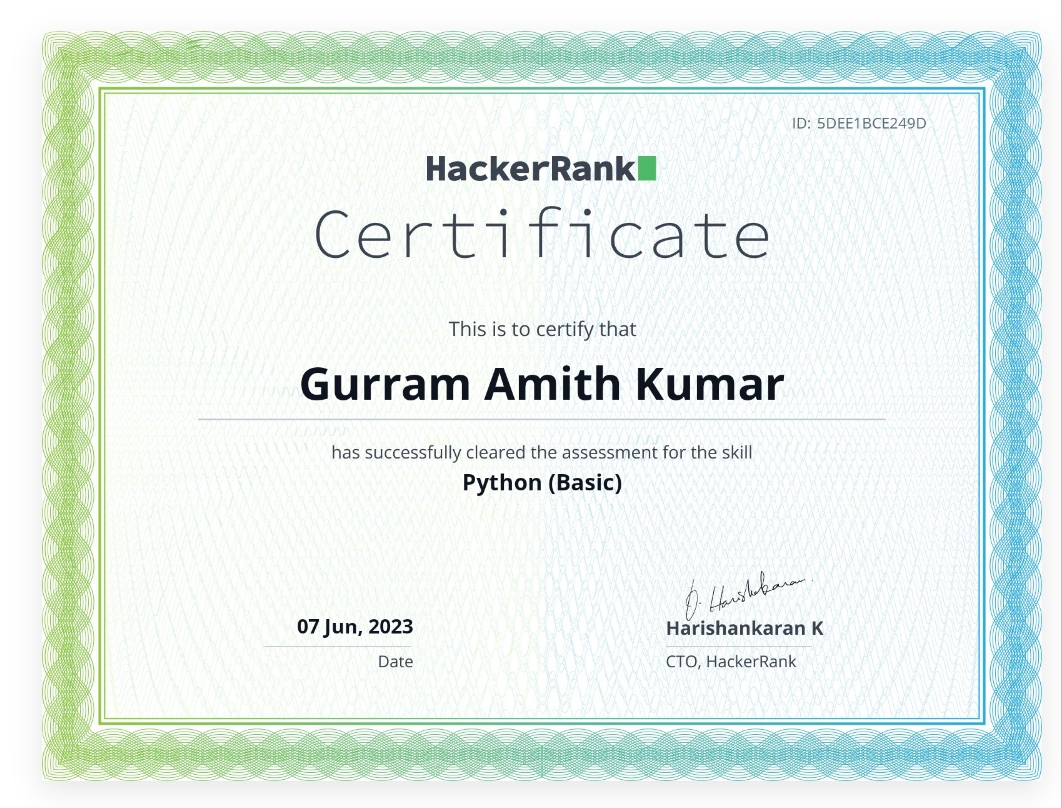 ID: 5DEE1BCE249D
HackerRank
Certificate
This is to certify that
Gurram Amith Kumar
has successfully cleared the assessment for the skill
Python (Basic)
07 Jun, 2023
Date
Harishankaran K
CTO, HackerRank